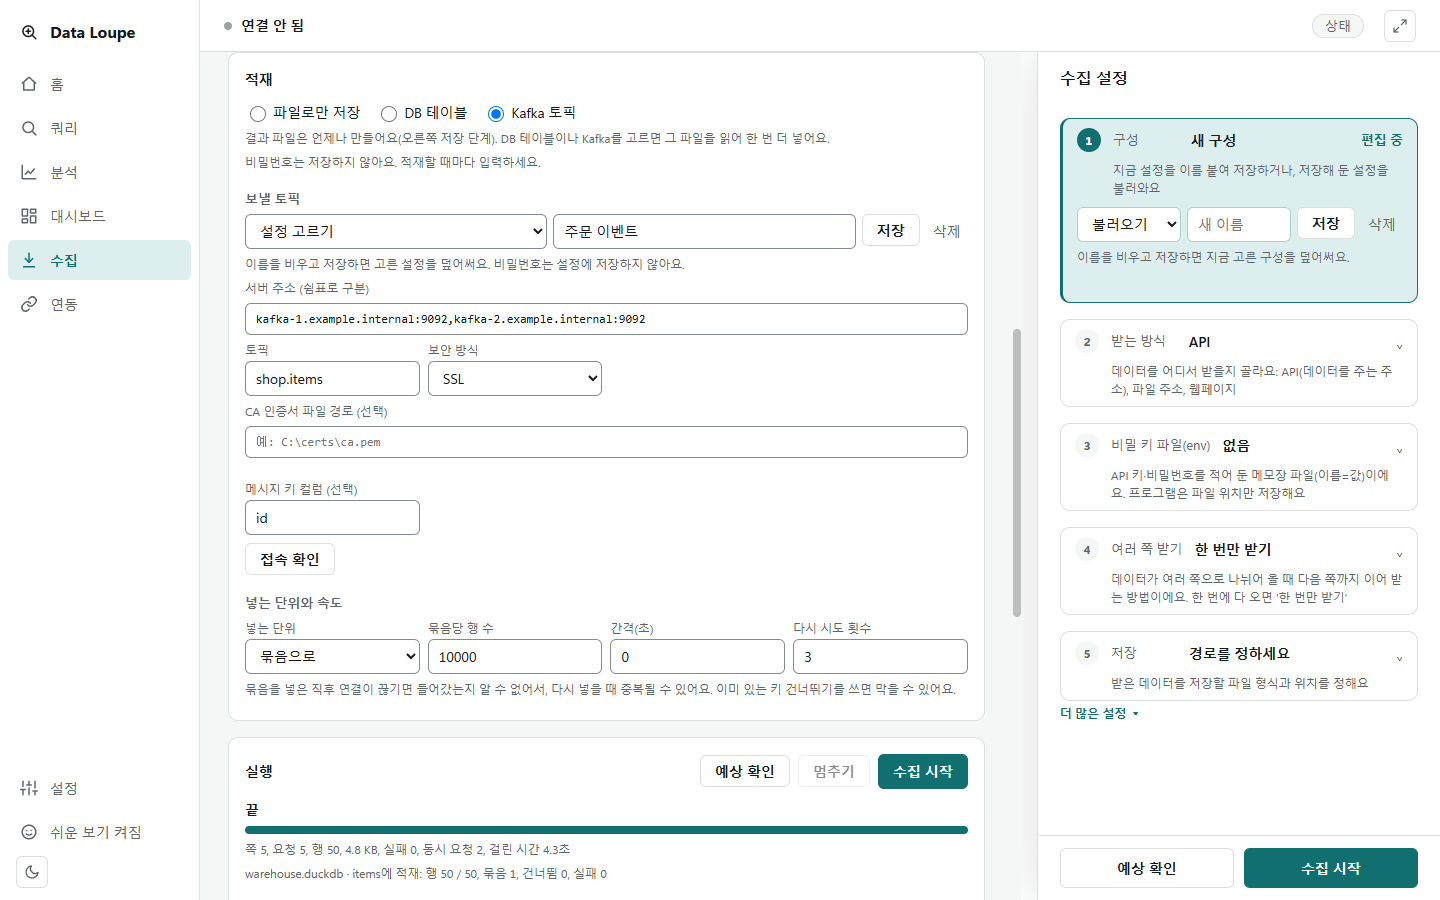 Data Loupe
홈
쿼리
분석
대시보드
수집
연동
설정
쉬운 보기 켜짐
연결 안 됨
상태
적재
파일로만 저장
DB 테이블
Kafka 토픽
결과 파일은 언제나 만들어요(오른쪽 저장 단계). DB 테이블이나 Kafka를 고르면 그 파일을 읽어 한 번 더 넣어요.
비밀번호는 저장하지 않아요. 적재할 때마다 입력하세요.
보낼 토픽
설정 고르기
주문 이벤트
저장
삭제
이름을 비우고 저장하면 고른 설정을 덮어써요. 비밀번호는 설정에 저장하지 않아요.
서버 주소 (쉼표로 구분)
kafka-1.example.internal:9092,kafka-2.example.internal:9092
토픽
보안 방식
shop.items
SSL
CA 인증서 파일 경로 (선택)
예: C:\certs\ca.pem
메시지 키 컬럼 (선택)
id
접속 확인
넣는 단위와 속도
넣는 단위
묶음당 행 수
간격(초)
다시 시도 횟수
묶음으로
10000
0
3
묶음을 넣은 직후 연결이 끊기면 들어갔는지 알 수 없어서, 다시 넣을 때 중복될 수 있어요. 이미 있는 키 건너뛰기를 쓰면 막을 수 있어요.
실행
예상 확인
멈추기
수집 시작
끝
쪽 5, 요청 5, 행 50, 4.8 KB, 실패 0, 동시 요청 2, 걸린 시간 4.3초
warehouse.duckdb · items에 적재: 행 50 / 50, 묶음 1, 건너뜀 0, 실패 0
수집 설정
1
구성
새 구성
편집 중
지금 설정을 이름 붙여 저장하거나, 저장해 둔 설정을
불러와요
불러오기
새 이름
저장
삭제
이름을 비우고 저장하면 지금 고른 구성을 덮어써요.
2
받는 방식
API
데이터를 어디서 받을지 골라요: API(데이터를 주는 주
소), 파일 주소, 웹페이지
3
비밀 키 파일(env)
없음
API 키·비밀번호를 적어 둔 메모장 파일(이름=값)이에
요. 프로그램은 파일 위치만 저장해요
4
여러 쪽 받기
한 번만 받기
데이터가 여러 쪽으로 나뉘어 올 때 다음 쪽까지 이어 받
는 방법이에요. 한 번에 다 오면 '한 번만 받기'
5
저장
경로를 정하세요
받은 데이터를 저장할 파일 형식과 위치를 정해요
더 많은 설정
예상 확인
수집 시작